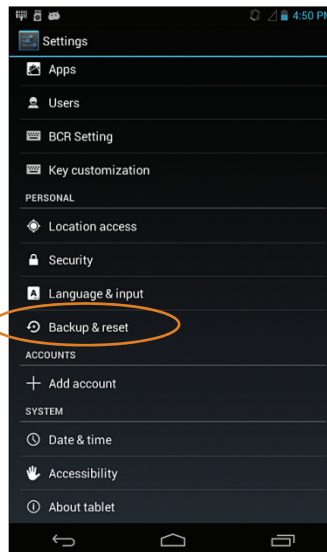 4:50 PM
Settings
Apps
Users
BCR Setting
Key customization
PERSONAL
Location access
Security
A
Language & input
Backup & reset
ACCOUNTS
Add account
SYSTEM
Date & time
Accessibility
About tablet